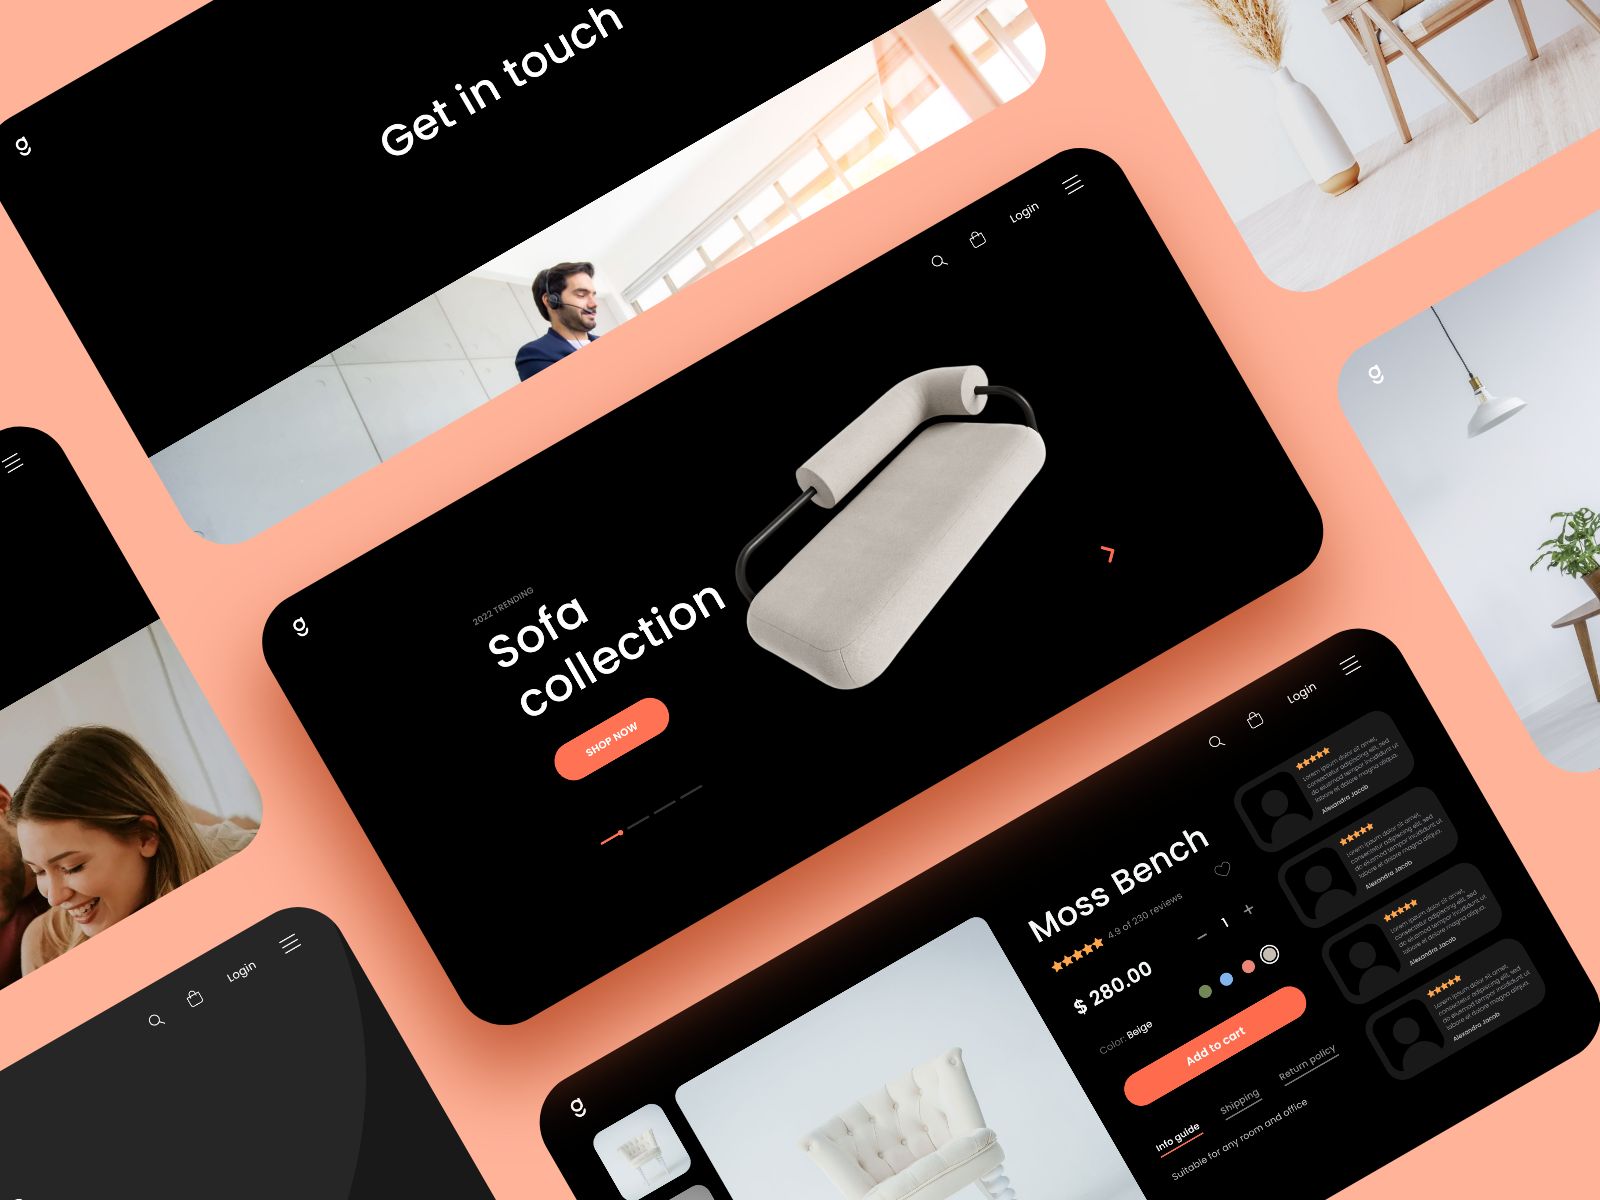 Get in touch
g
Login
g
2022 TRENDING
Sofa
collection
SHOP NOW
g
Login
Login
g
Moss Bench
4.9 of 230 reviews
1
$ 280.00
Color: Beige
Add to cart
Info guide
Shipping
Return policy
Suitable for any room and office
Lorem ipsum dolor sit amet,
consectetur adipiscing elit, sed
do eiusmod tempor incididunt ut
labore et dolore magna aliqua.
Alexandra Jacob
Lorem ipsum dolor sit amet,
consectetur adipiscing elit, sed
do eiusmod tempor incididunt ut
labore et dolore magna aliqua.
Alexandra Jacob
Lorem ipsum dolor sit amet,
consectetur adipiscing elit, sed
do eiusmod tempor incididunt ut
labore et dolore magna aliqua.
Alexandra Jacob
Lorem ipsum dolor sit amet,
consectetur adipiscing elit, sed
do eiusmod tempor incididunt ut
labore et dolore magna aliqua.
Alexandra Jacob